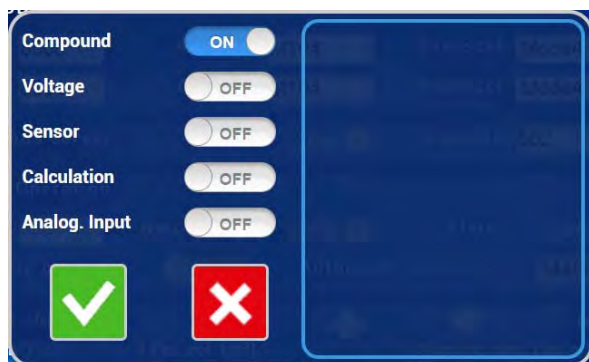 Compound ON
Voltage OFF
Sensor OFF
Calculation OFF
Analog. Input OFF